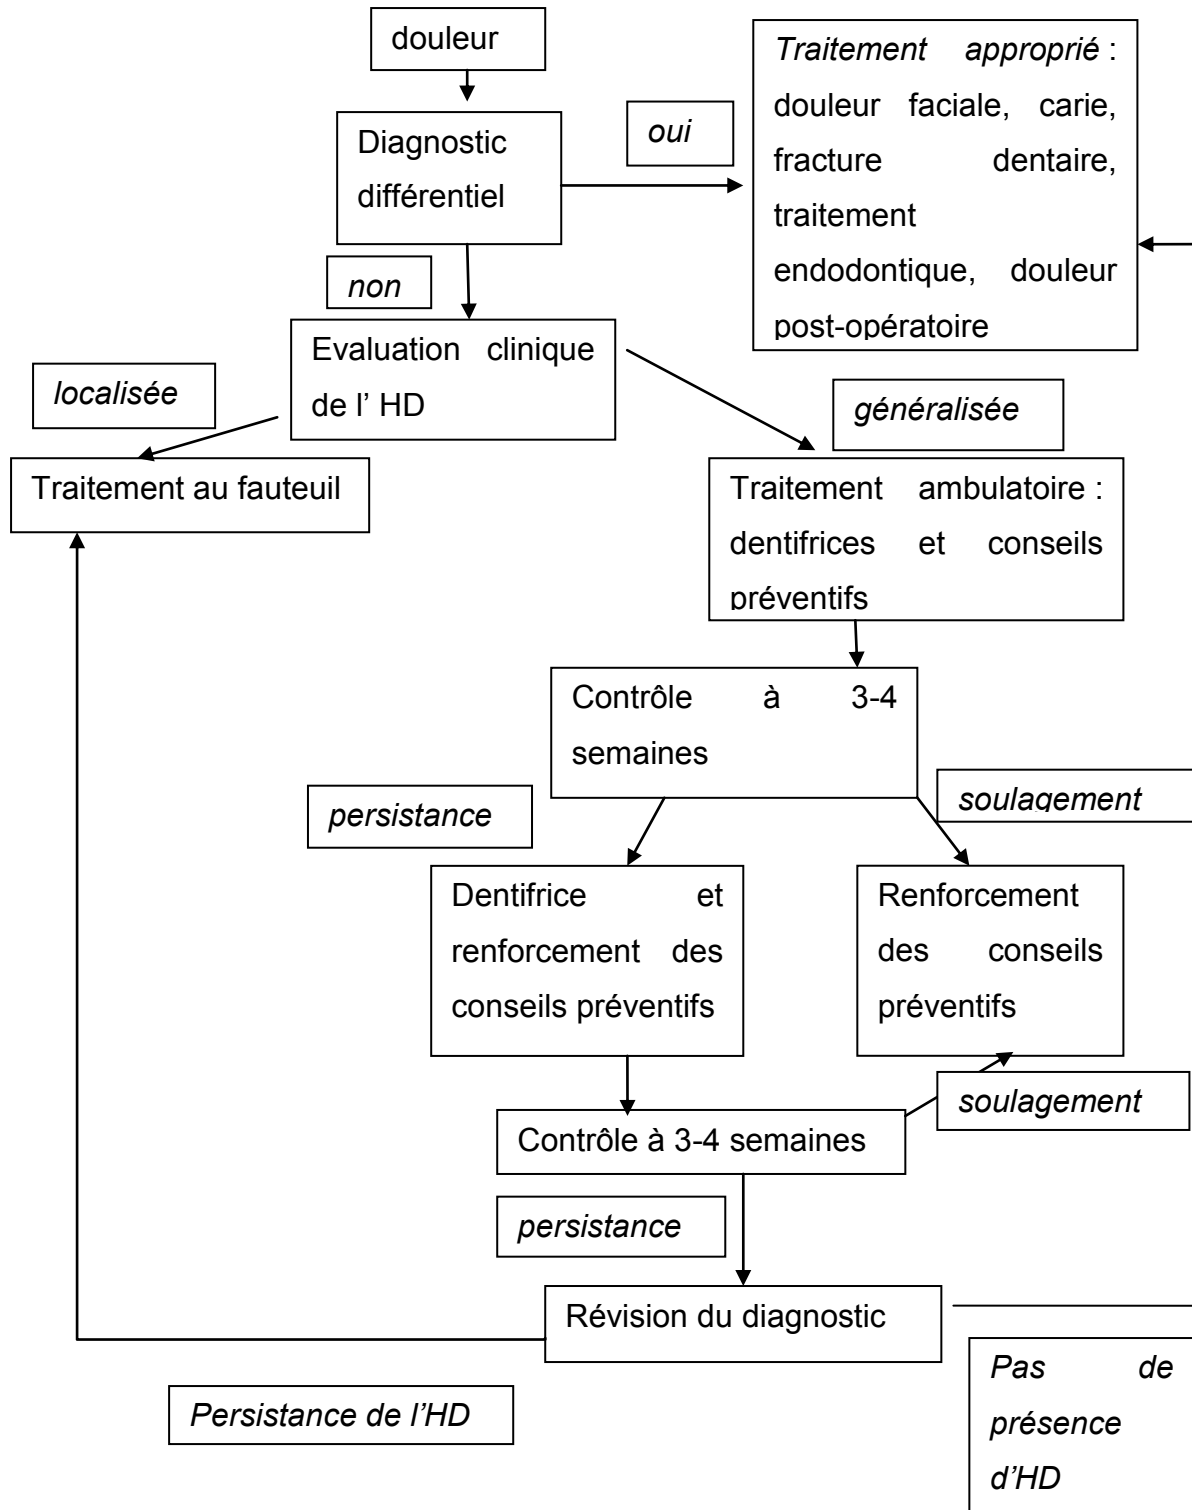 douleur
Traitement approprié :
douleur faciale, carie,
fracture dentaire,
traitement
endodontique, douleur
post-opératoire
oui
Diagnostic
différentiel
non
Evaluation clinique
de l’ HD
localisée
généralisée
Traitement au fauteuil
Traitement ambulatoire :
dentifrices et conseils
préventifs
Contrôle à 3-4
semaines
persistance
soulagement
Dentifrice et
renforcement des
conseils préventifs
Renforcement
des conseils
préventifs
soulagement
Contrôle à 3-4 semaines
persistance
Révision du diagnostic
Persistance de l’HD
Pas de
présence
d’HD